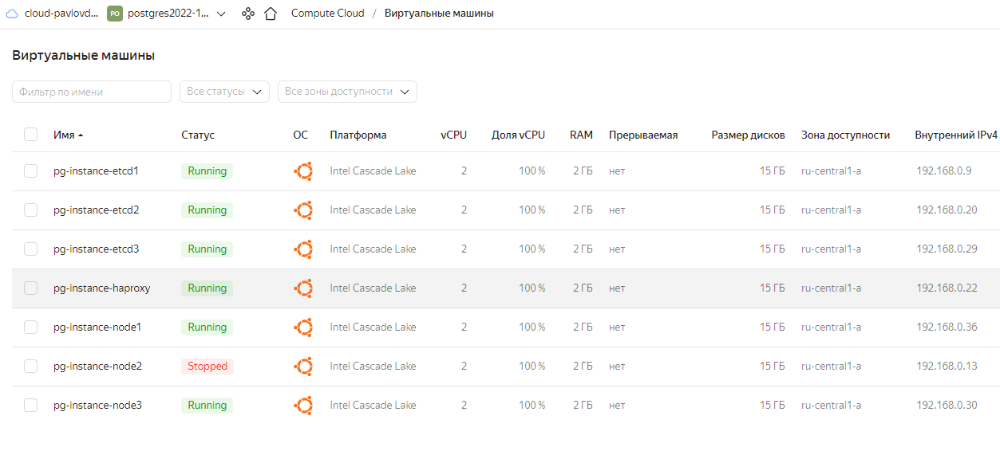 cloud-pavlovd... PO postgres2022-1... Compute Cloud / Виртуальные машины
Виртуальные машины
Фильтр по имени Все статусы Все зоны доступности
Имя Статус ОС Платформа vCPU Доля vCPU RAM Прерываемая Размер дисков Зона доступности Внутренний IPv4
pg-instance-etcd1 Running Intel Cascade Lake 2 100 % 2 ГБ нет 15 ГБ ru-central1-a 192.168.0.9
pg-instance-etcd2 Running Intel Cascade Lake 2 100 % 2 ГБ нет 15 ГБ ru-central1-a 192.168.0.20
pg-instance-etcd3 Running Intel Cascade Lake 2 100 % 2 ГБ нет 15 ГБ ru-central1-a 192.168.0.29
pg-instance-haproxy Running Intel Cascade Lake 2 100 % 2 ГБ нет 15 ГБ ru-central1-a 192.168.0.22
pg-instance-node1 Running Intel Cascade Lake 2 100 % 2 ГБ нет 15 ГБ ru-central1-a 192.168.0.36
pg-instance-node2 Stopped Intel Cascade Lake 2 100 % 2 ГБ нет 15 ГБ ru-central1-a 192.168.0.13
pg-instance-node3 Running Intel Cascade Lake 2 100 % 2 ГБ нет 15 ГБ ru-central1-a 192.168.0.30